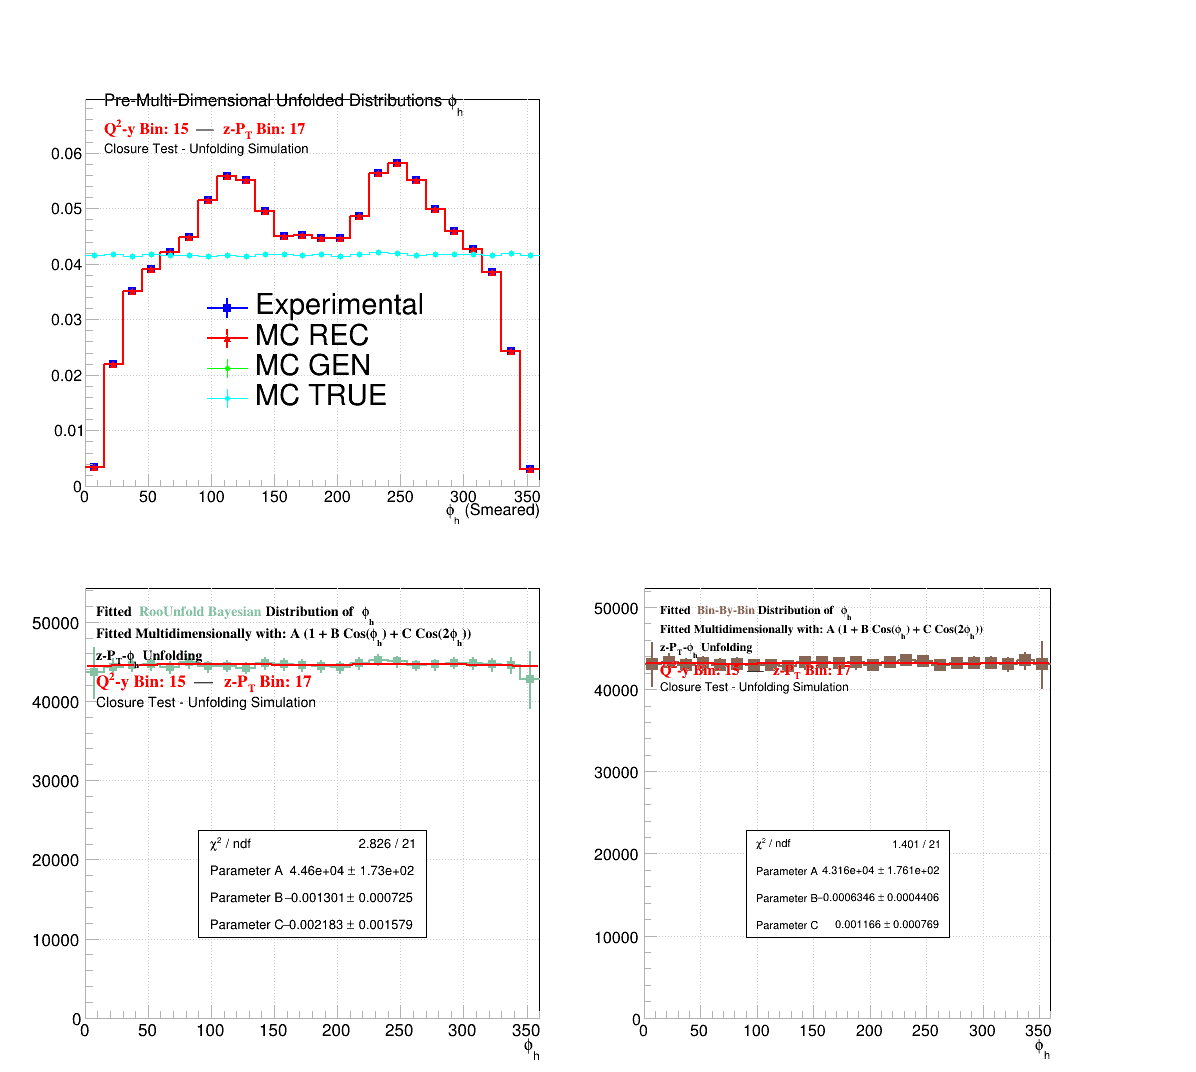 Pre-Multi-Dimensional Unfolded Distributions ϕh
Q²-y Bin: 15 — z-PT Bin: 17
Closure Test - Unfolding Simulation
0.06
0.05
0.04
0.03
0.02
0.01
0
Experimental
MC REC
MC GEN
MC TRUE
0 50 100 150 200 250 300 350
ϕh (Smeared)
Fitted RooUnfold Bayesian Distribution of ϕh
Fitted Multidimensionally with: A (1 + B Cos(ϕh) + C Cos(2ϕh))
z-PT-ϕh Unfolding
Q²-y Bin: 15 — z-PT Bin: 17
Closure Test - Unfolding Simulation
50000
40000
30000
20000
10000
0
χ² / ndf 2.826 / 21
Parameter A 4.46e+04 ± 1.73e+02
Parameter B −0.001301 ± 0.000725
Parameter C −0.002183 ± 0.001579
0 50 100 150 200 250 300 350
ϕh
Fitted Bin-By-Bin Distribution of ϕh
Fitted Multidimensionally with: A (1 + B Cos(ϕh) + C Cos(2ϕh))
z-PT-ϕh Unfolding
Q²-y Bin: 15 — z-PT Bin: 17
Closure Test - Unfolding Simulation
50000
40000
30000
20000
10000
0
χ² / ndf 1.401 / 21
Parameter A 4.316e+04 ± 1.761e+02
Parameter B −0.0006346 ± 0.0004406
Parameter C 0.001166 ± 0.000769
0 50 100 150 200 250 300 350
ϕh